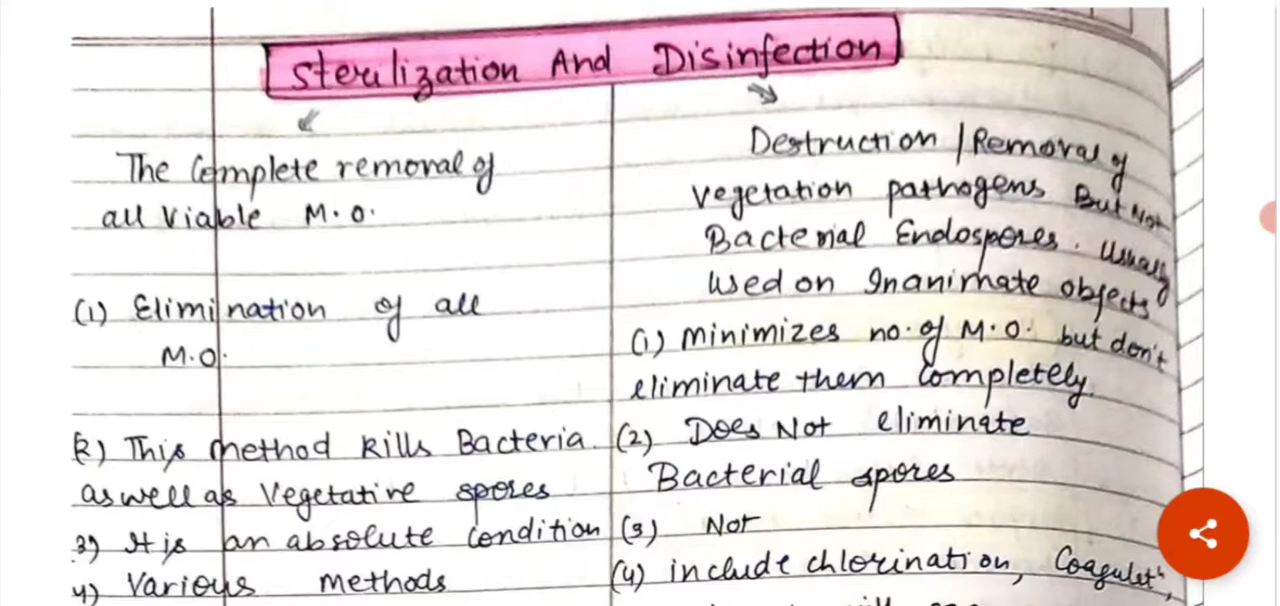 Sterilization And Disinfection
The Complete removal of
all Viable M.O.
(1) Elimination of all
M.O.
(2) This method kills Bacteria
as well as Vegetative spores
3) It is an absolute condition
4) Various methods
Destruction / Removal of
vegetation pathogens But Not
Bacterial Endospores. Usually
Used on Inanimate objects
(1) minimizes no. of M.O. but don't
eliminate them completely.
(2) Does Not eliminate
Bacterial spores
(3) Not
(4) include chlorination, Coagulatn,